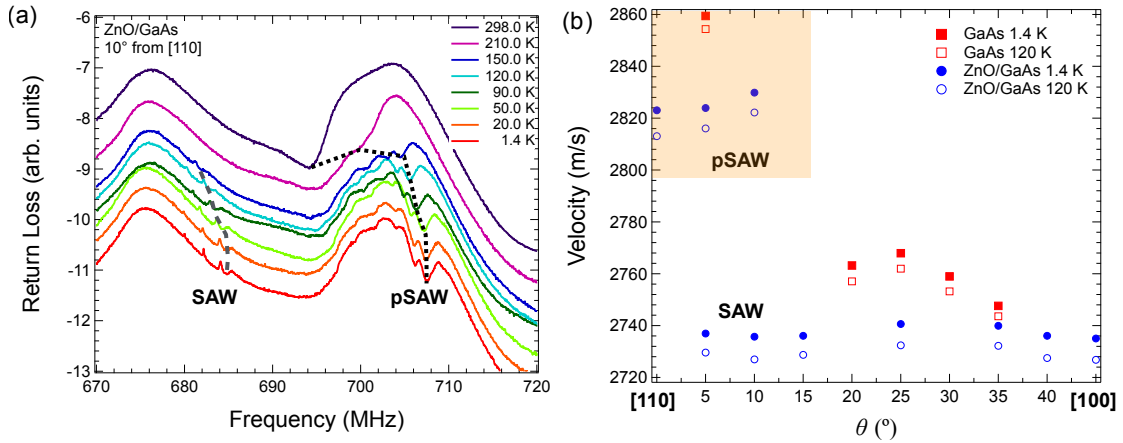 (a)
ZnO/GaAs
10° from [110]
298.0 K
210.0 K
150.0 K
120.0 K
90.0 K
50.0 K
20.0 K
1.4 K
SAW
pSAW
-6
-7
-8
-9
-10
-11
-12
-13
Return Loss (arb. units)
670
680
690
700
710
720
Frequency (MHz)
(b)
GaAs 1.4 K
GaAs 120 K
ZnO/GaAs 1.4 K
ZnO/GaAs 120 K
pSAW
SAW
2860
2840
2820
2800
2780
2760
2740
2720
Velocity (m/s)
[110]
5
10
15
20
25
30
35
40
[100]
θ (º)